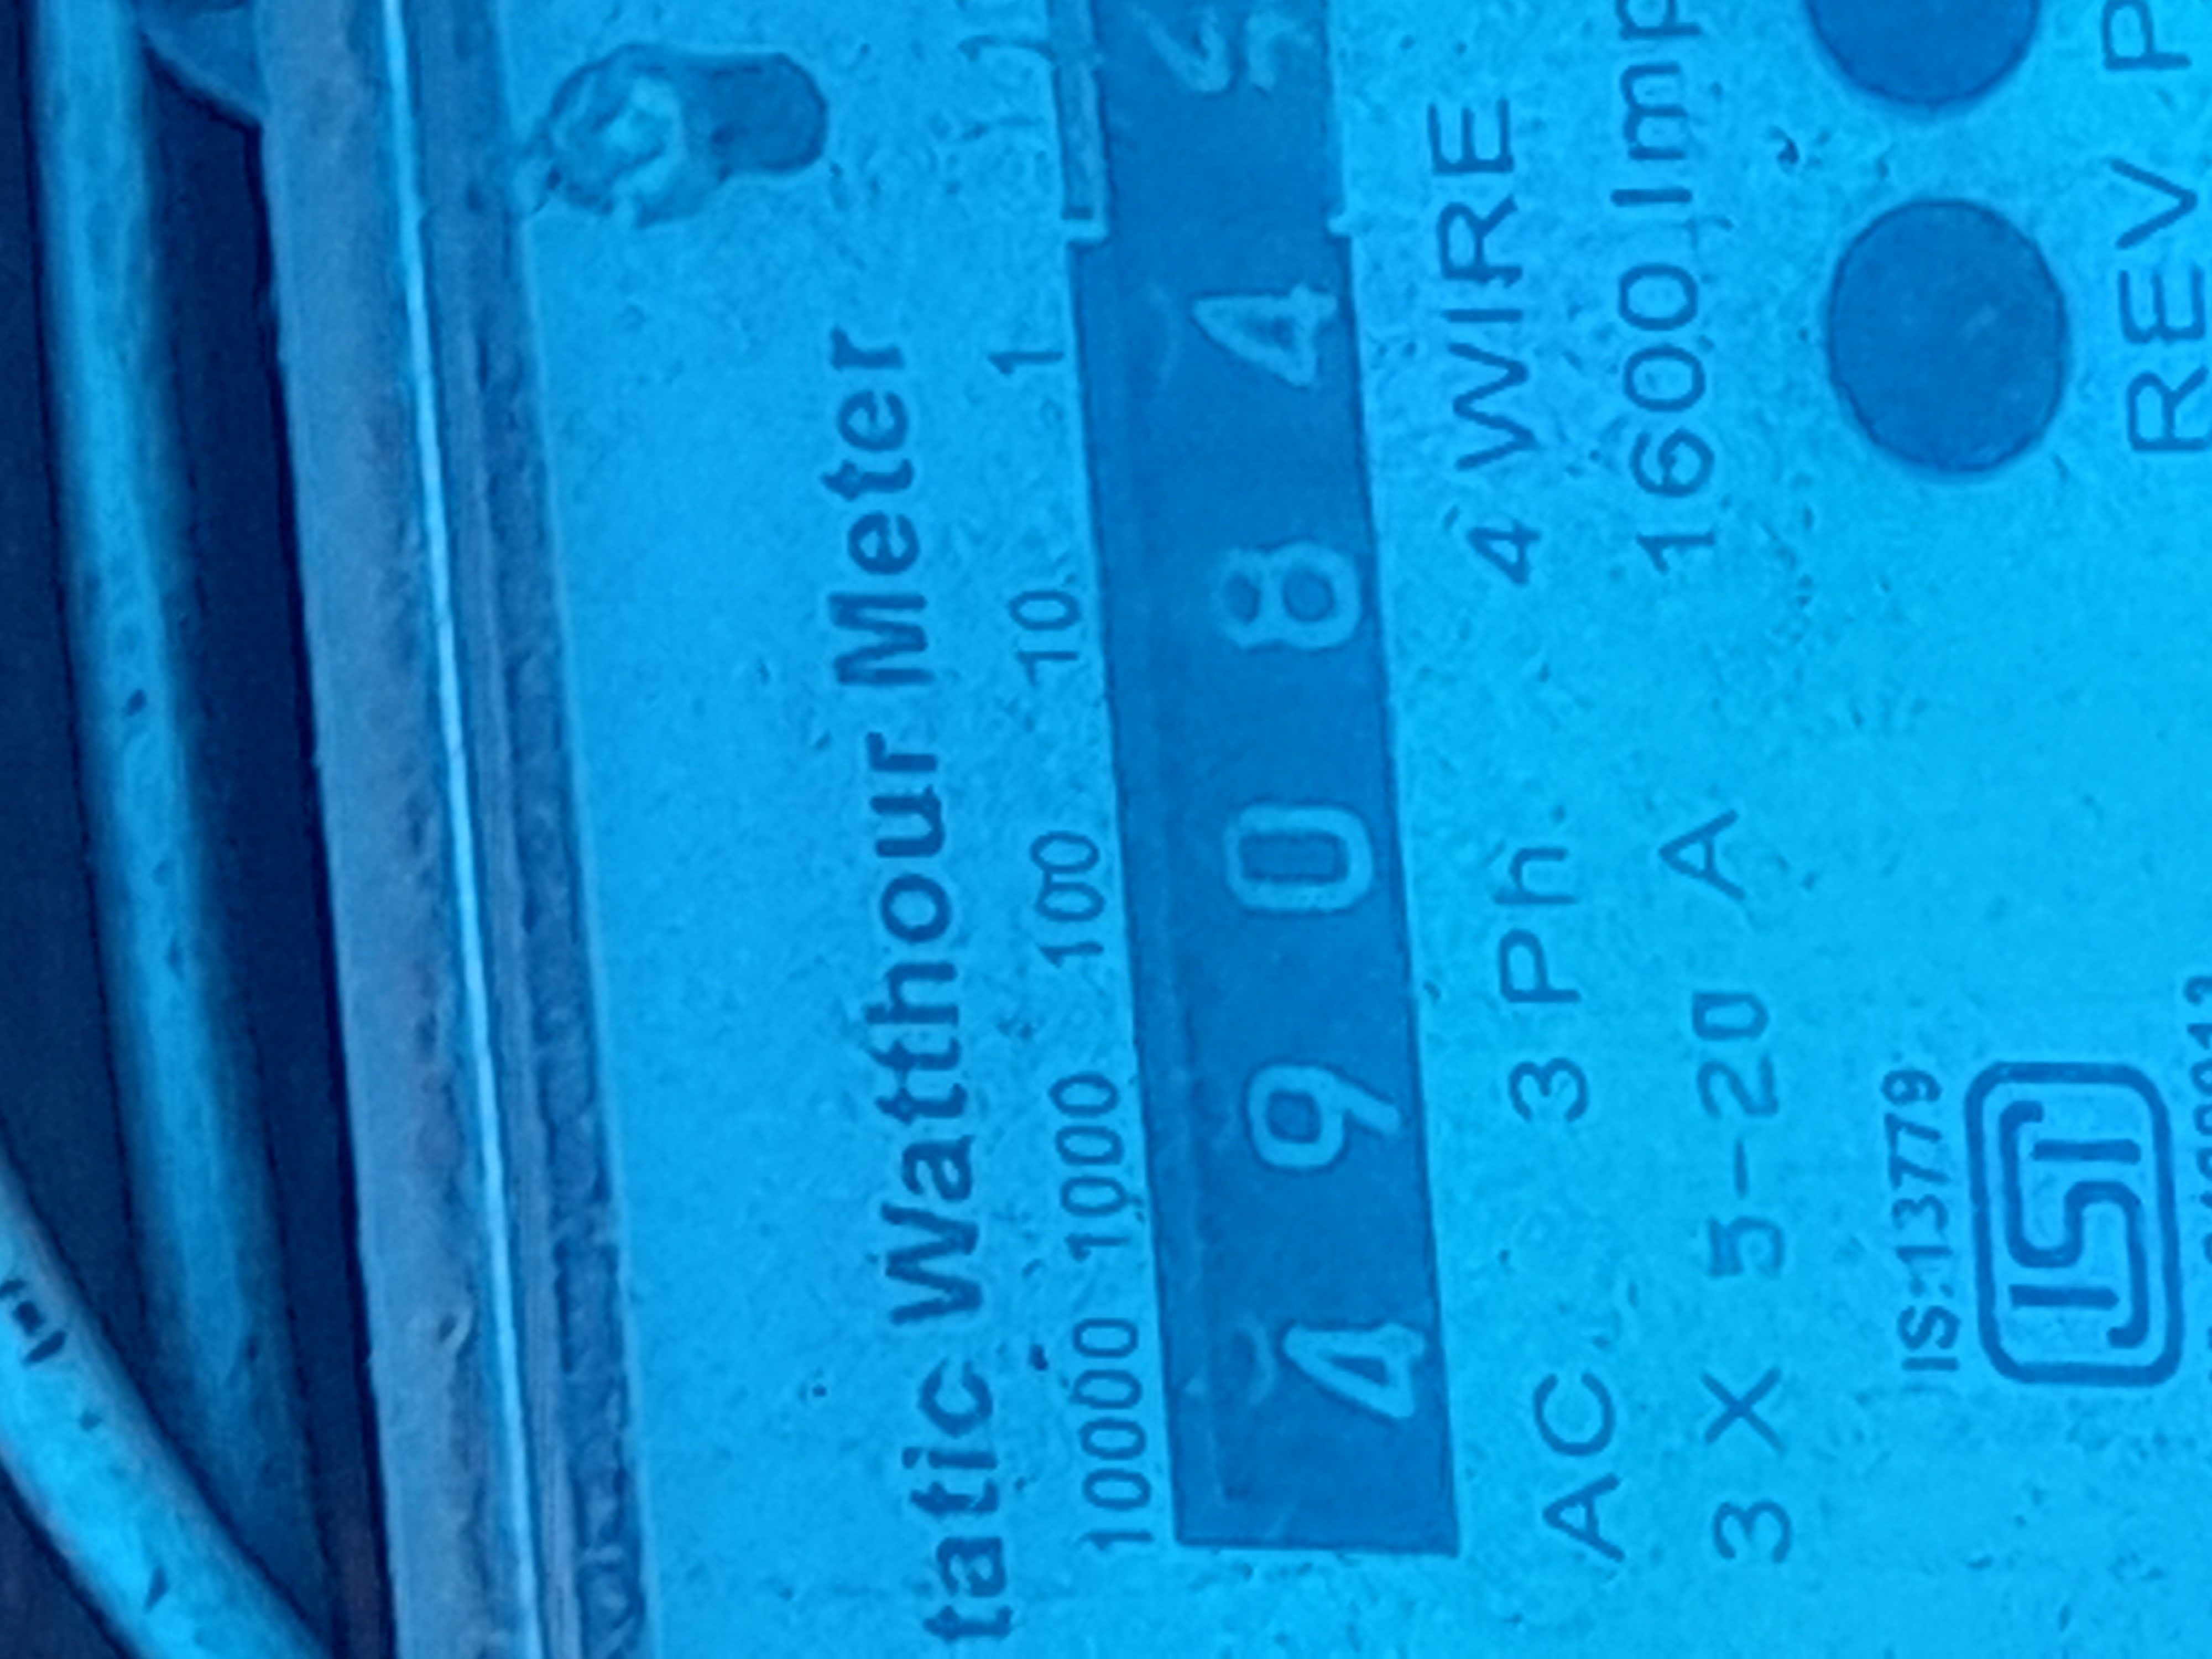 tatic Watthour Meter
10000 1000 100 10 1
4 9 0 8 4
AC 3 Ph 4 WIRE
3 X 5-20 A 1600 Imp
IS:13779
ISI
REV P